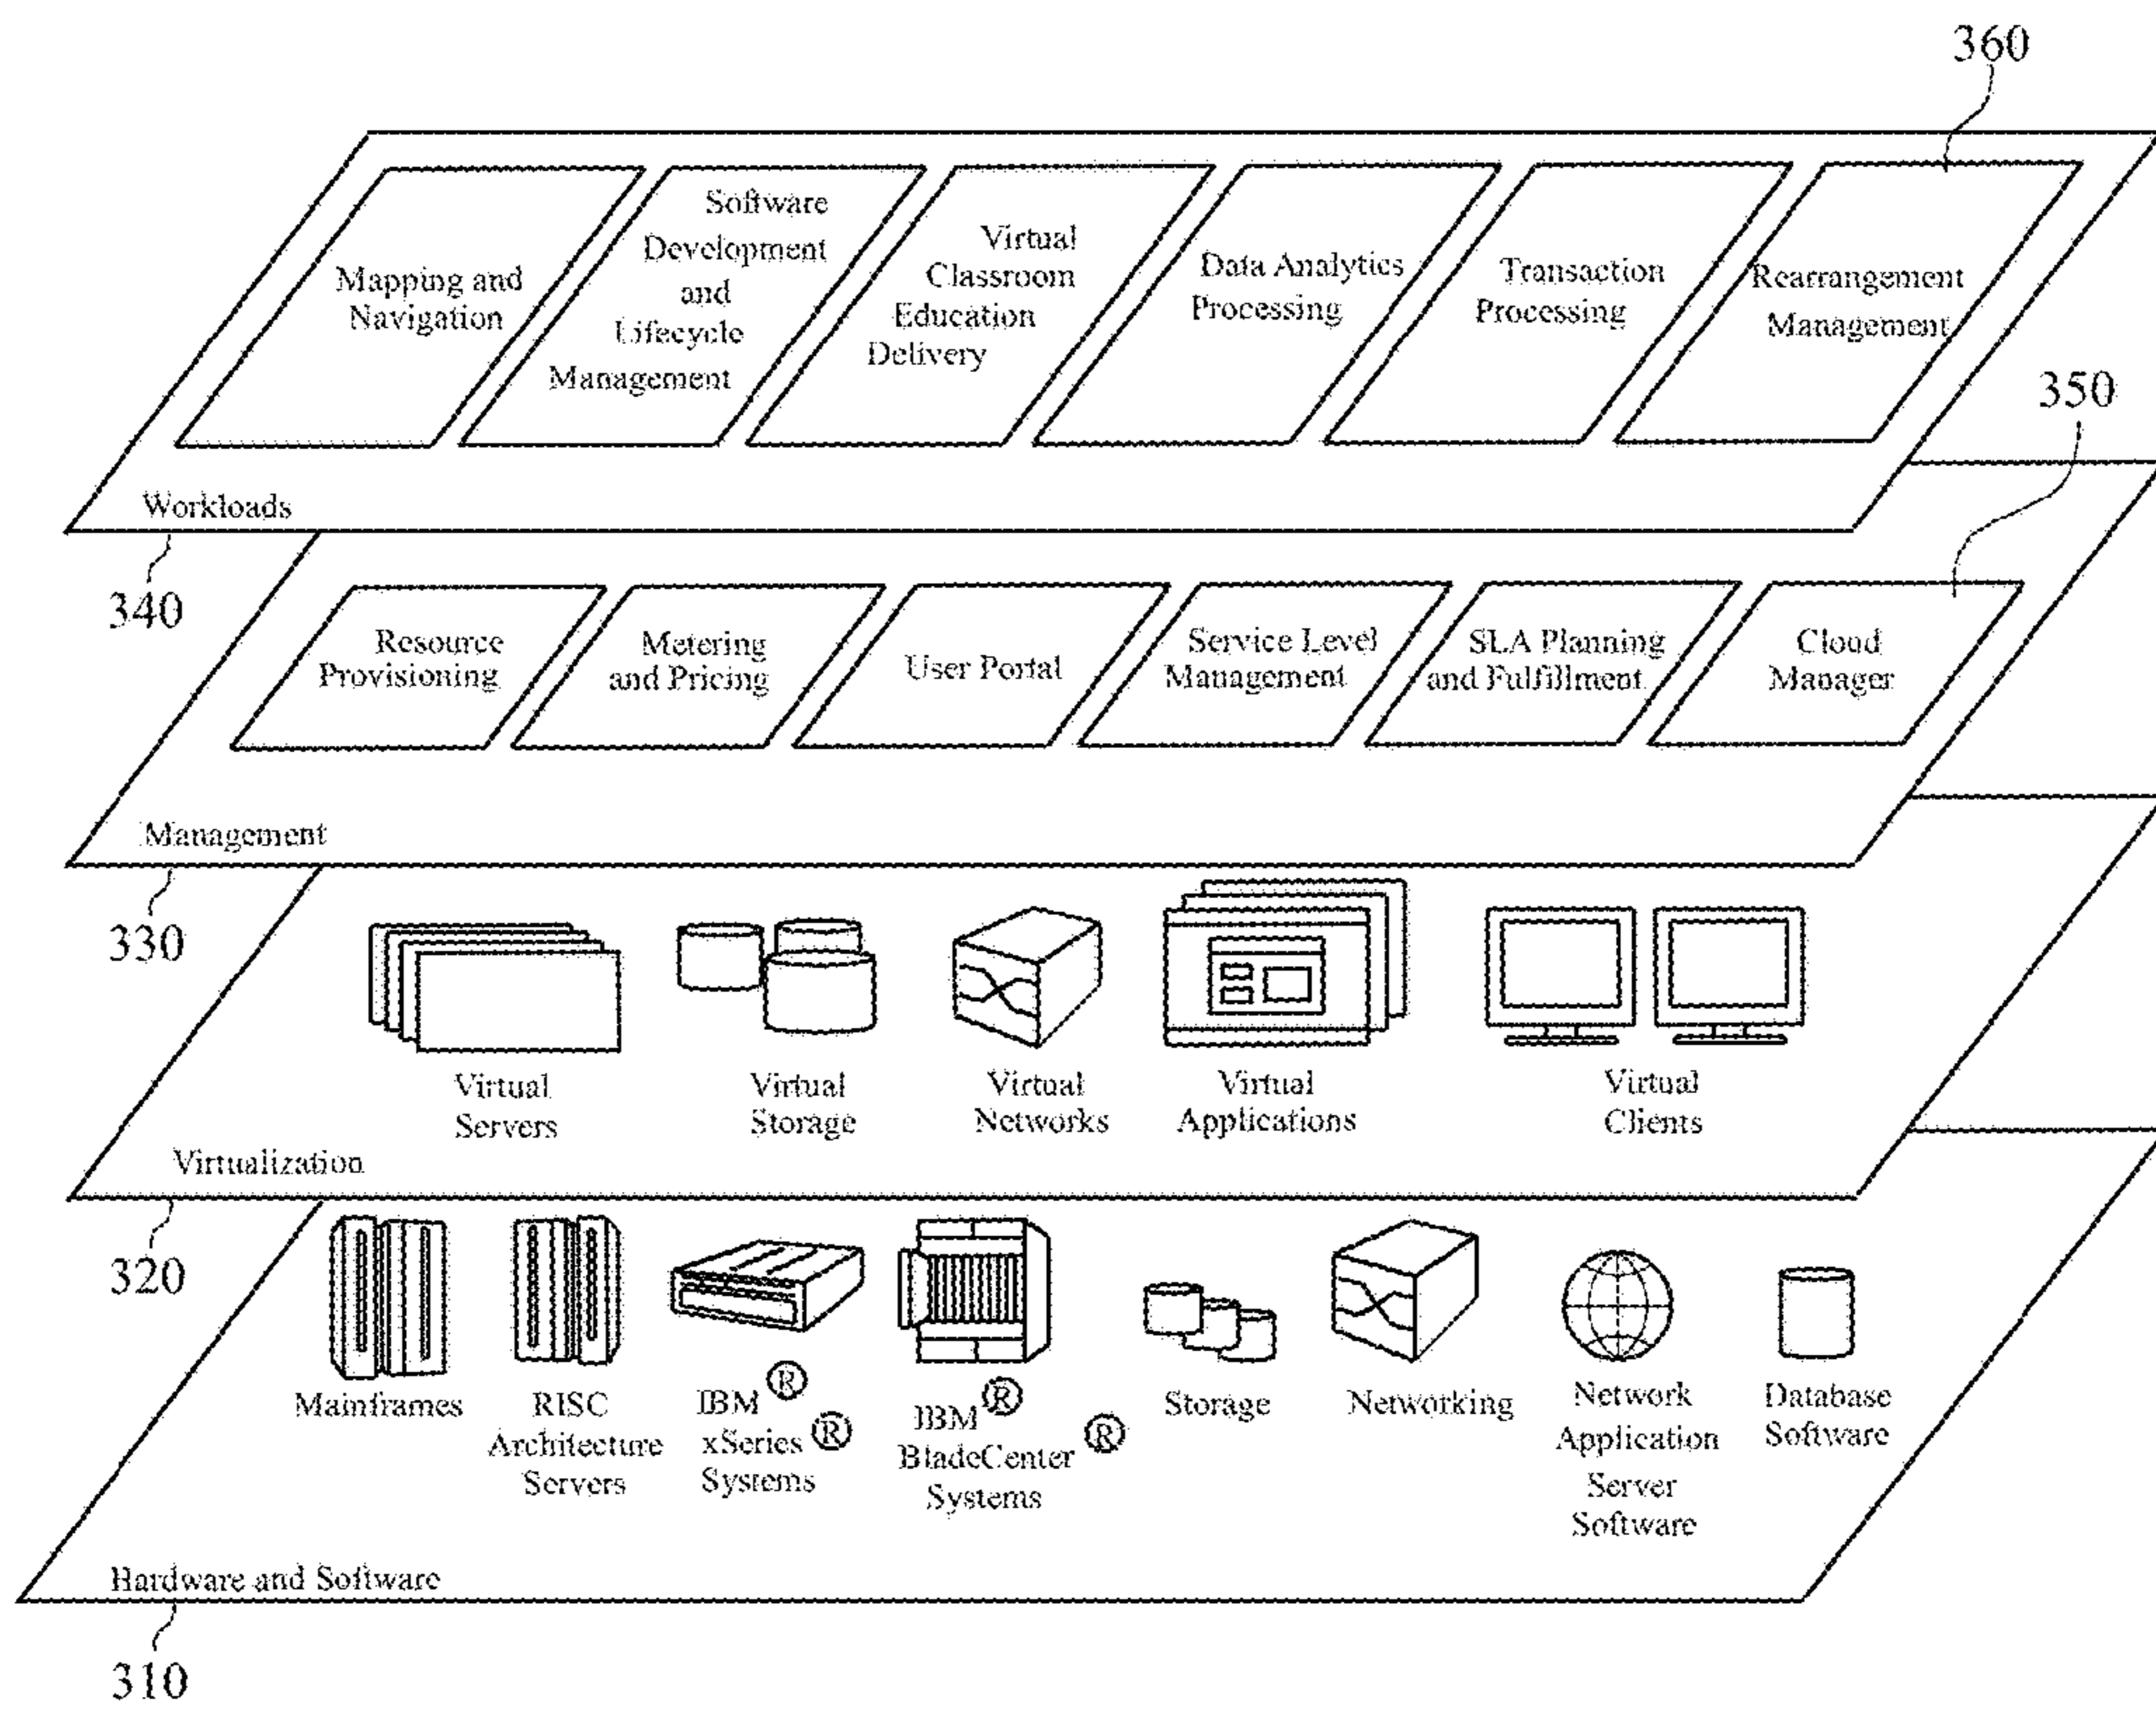 360
Mapping and
Navigation
Software
Development
and
Lifecycle
Management
Virtual
Classroom
Education
Delivery
Data Analytics
Processing
Transaction
Processing
Rearrangement
Management
350
Workloads
340
Resource
Provisioning
Metering
and Pricing
User Portal
Service Level
Management
SLA Planning
and Fulfillment
Cloud
Manager
Management
330
Virtual
Servers
Virtual
Storage
Virtual
Networks
Virtual
Applications
Virtual
Clients
Virtualization
320
Mainframes
RISC
Architecture
Servers
IBM ®
xSeries ®
Systems
IBM ®
BladeCenter ®
Systems
Storage
Networking
Network
Application
Server
Software
Database
Software
Hardware and Software
310